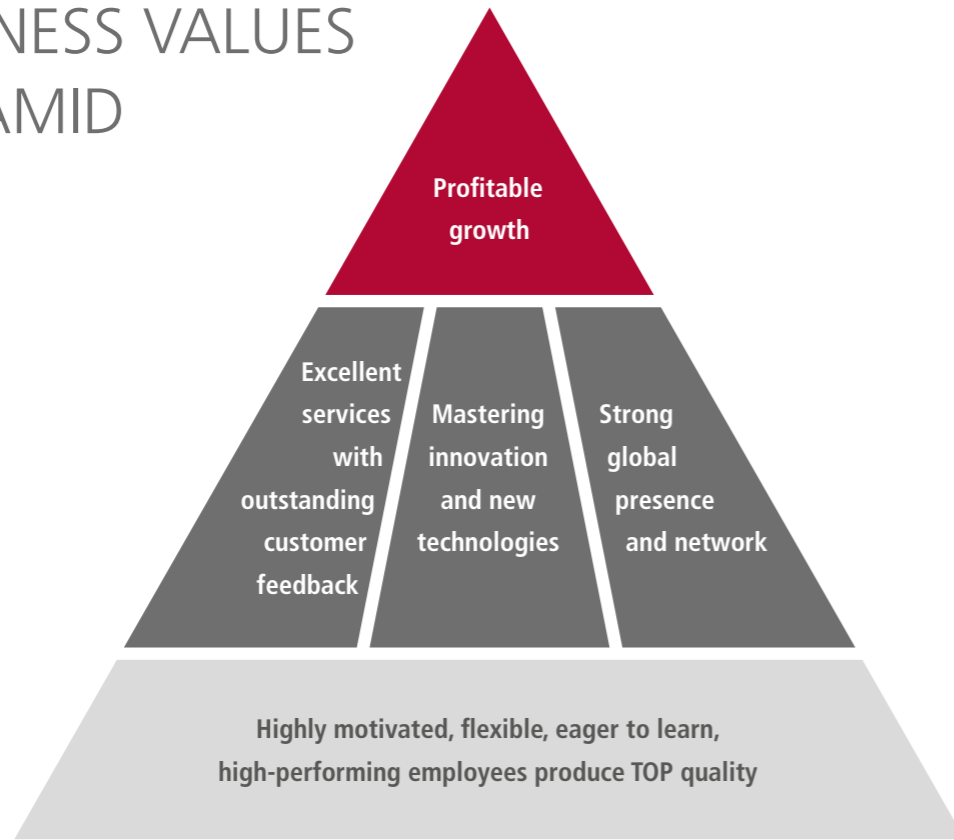 NESS VALUES
AMID
Profitable
growth
Excellent
services
with
outstanding
customer
feedback
Mastering
innovation
and new
technologies
Strong
global
presence
and network
Highly motivated, flexible, eager to learn,
high-performing employees produce TOP quality